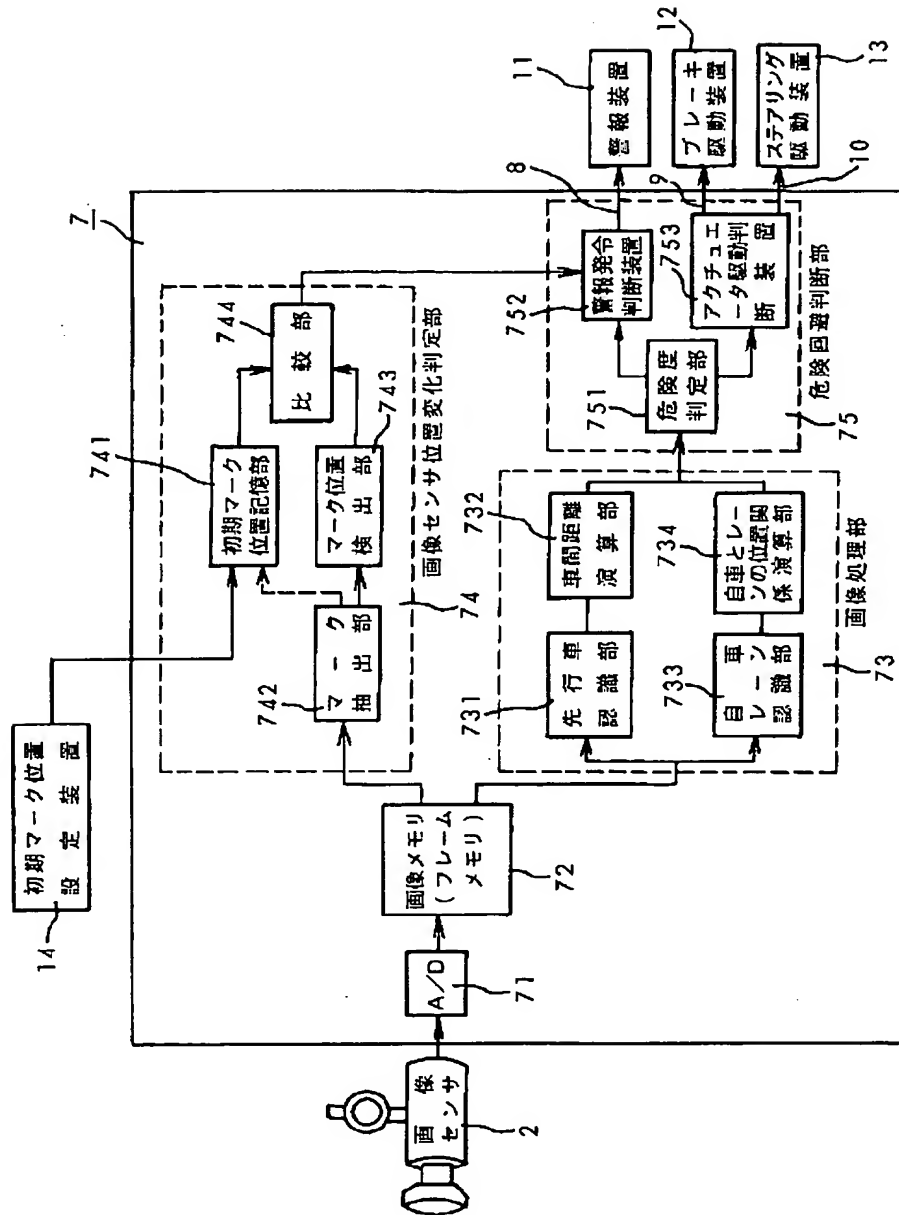 初期マーク位置
設定装置
14
7
741
初期マーク
位置記憶部
744
比較部
742
マーク
抽出部
マーク位置
検出部
743
74
画像センサ位置変化判定部
画像
センサ
2
A/D
71
画像メモリ
(フレーム
メモリ)
72
731
先行車
認識部
732
車間距離
演算部
733
自車
レーン
認識部
734
自車とレー
ンの位置関
係演算部
73
画像処理部
751
危険度
判定部
752
警報発令
判断装置
753
アクチュエ
ータ駆動判
断装置
75
危険回避判断部
8
警報装置
11
9
ブレーキ
駆動装置
12
10
ステアリング
駆動装置
13